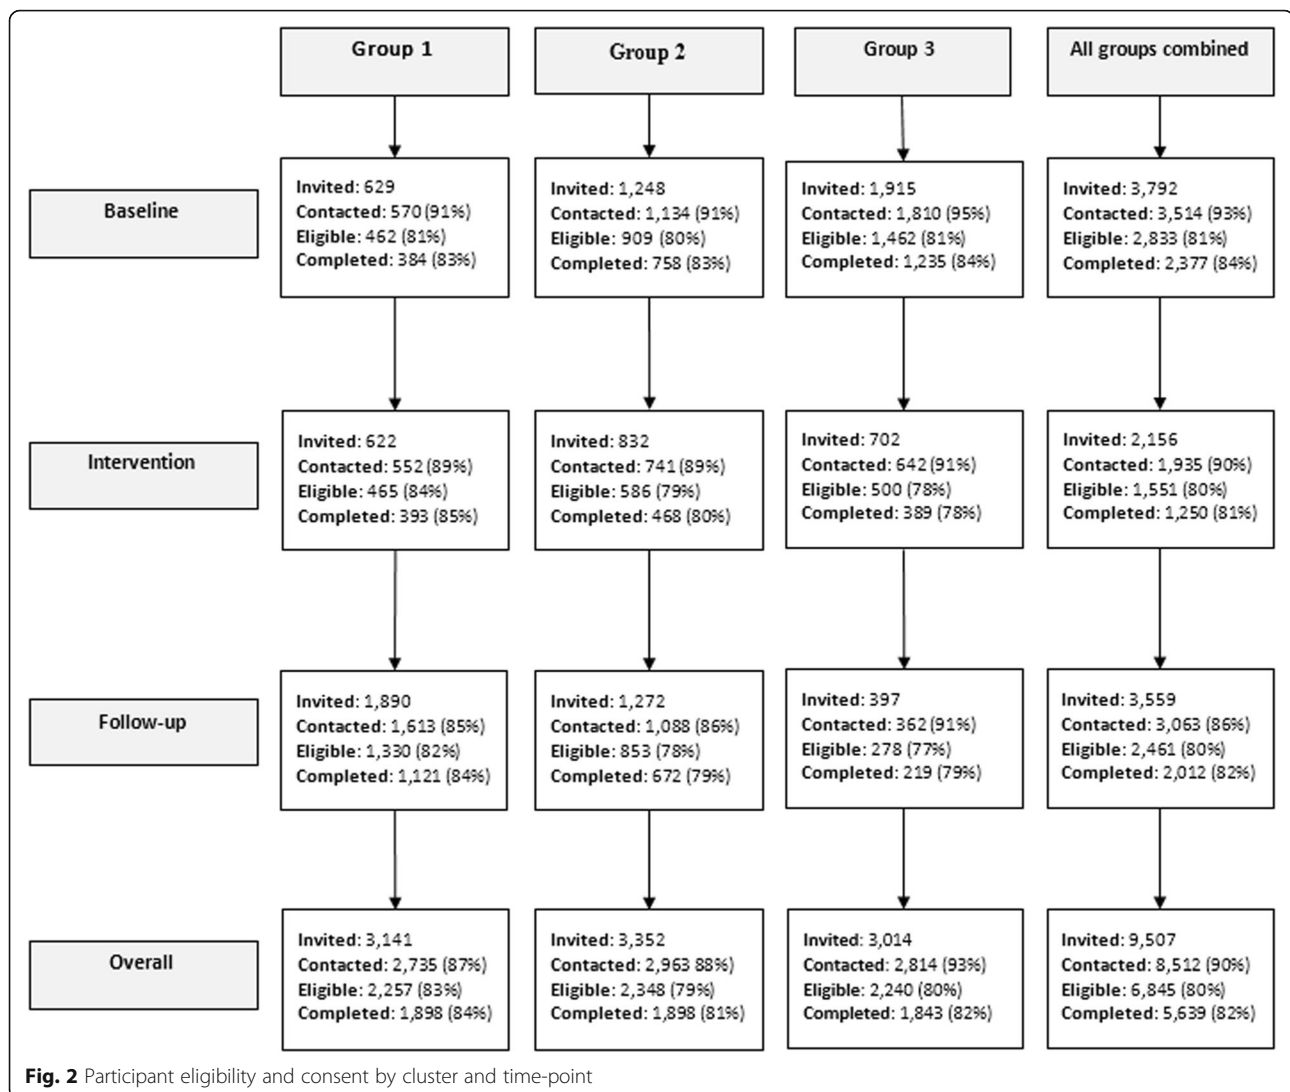 Group 1
Group 2
Group 3
All groups combined
Baseline
Invited: 629
Contacted: 570 (91%)
Eligible: 462 (81%)
Completed: 384 (83%)
Invited: 1,248
Contacted: 1,134 (91%)
Eligible: 909 (80%)
Completed: 758 (83%)
Invited: 1,915
Contacted: 1,810 (95%)
Eligible: 1,462 (81%)
Completed: 1,235 (84%)
Invited: 3,792
Contacted: 3,514 (93%)
Eligible: 2,833 (81%)
Completed: 2,377 (84%)
Intervention
Invited: 622
Contacted: 552 (89%)
Eligible: 465 (84%)
Completed: 393 (85%)
Invited: 832
Contacted: 741 (89%)
Eligible: 586 (79%)
Completed: 468 (80%)
Invited: 702
Contacted: 642 (91%)
Eligible: 500 (78%)
Completed: 389 (78%)
Invited: 2,156
Contacted: 1,935 (90%)
Eligible: 1,551 (80%)
Completed: 1,250 (81%)
Follow-up
Invited: 1,890
Contacted: 1,613 (85%)
Eligible: 1,330 (82%)
Completed: 1,121 (84%)
Invited: 1,272
Contacted: 1,088 (86%)
Eligible: 853 (78%)
Completed: 672 (79%)
Invited: 397
Contacted: 362 (91%)
Eligible: 278 (77%)
Completed: 219 (79%)
Invited: 3,559
Contacted: 3,063 (86%)
Eligible: 2,461 (80%)
Completed: 2,012 (82%)
Overall
Invited: 3,141
Contacted: 2,735 (87%)
Eligible: 2,257 (83%)
Completed: 1,898 (84%)
Invited: 3,352
Contacted: 2,963 88%)
Eligible: 2,348 (79%)
Completed: 1,898 (81%)
Invited: 3,014
Contacted: 2,814 (93%)
Eligible: 2,240 (80%)
Completed: 1,843 (82%)
Invited: 9,507
Contacted: 8,512 (90%)
Eligible: 6,845 (80%)
Completed: 5,639 (82%)
Fig. 2 Participant eligibility and consent by cluster and time-point